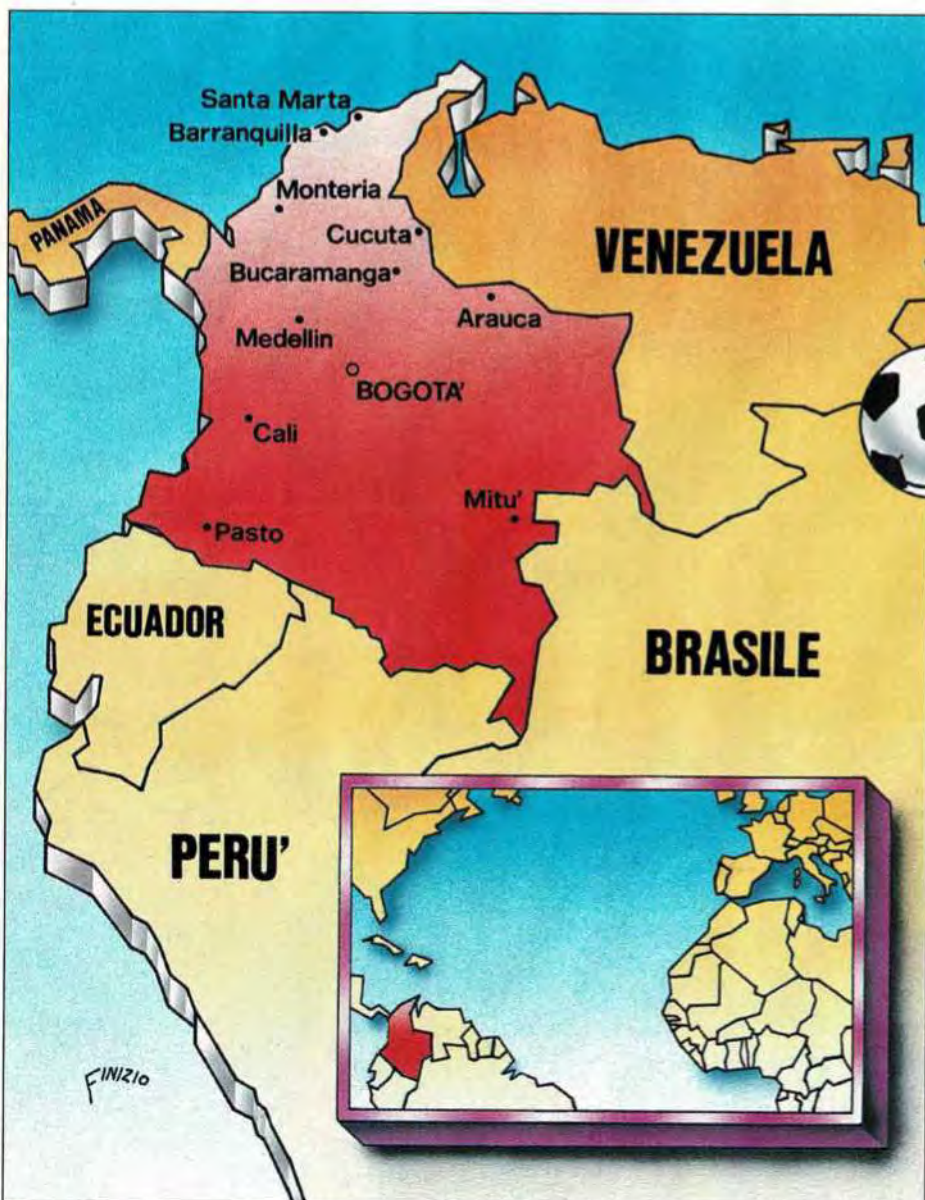 Santa Marta
Barranquilla
Monteria
PANAMA
Cucuta
VENEZUELA
Bucaramanga
Arauca
Medellin
BOGOTA'
Cali
Mitu'
Pasto
ECUADOR
BRASILE
PERU'
FINIZIO